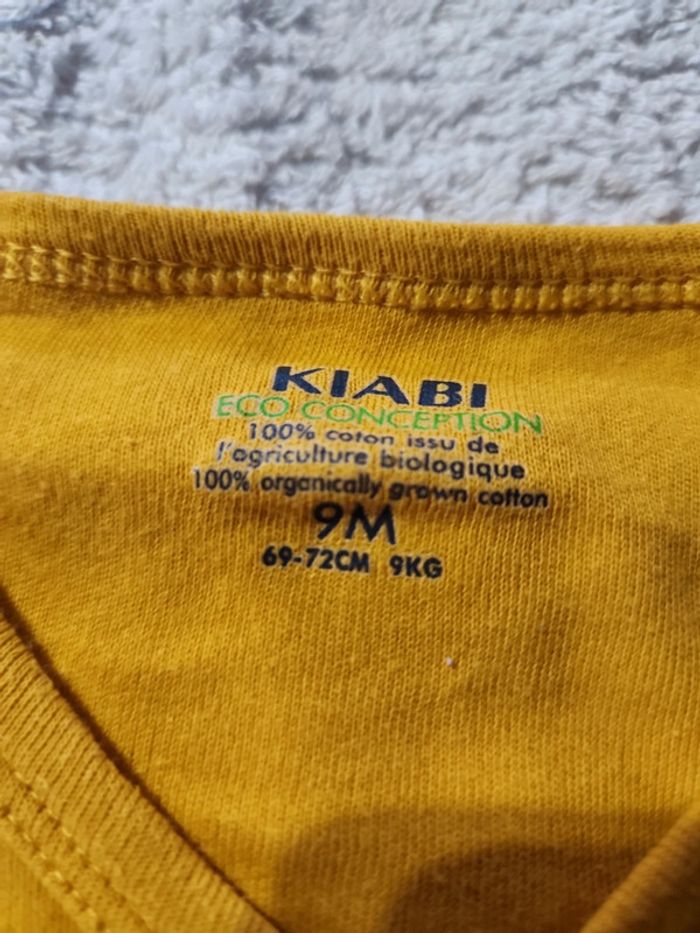 KIABI
ECO CONCEPTION
100% coton issu de
l'agriculture biologique
100% organically grown cotton
9M
69-72CM 9KG